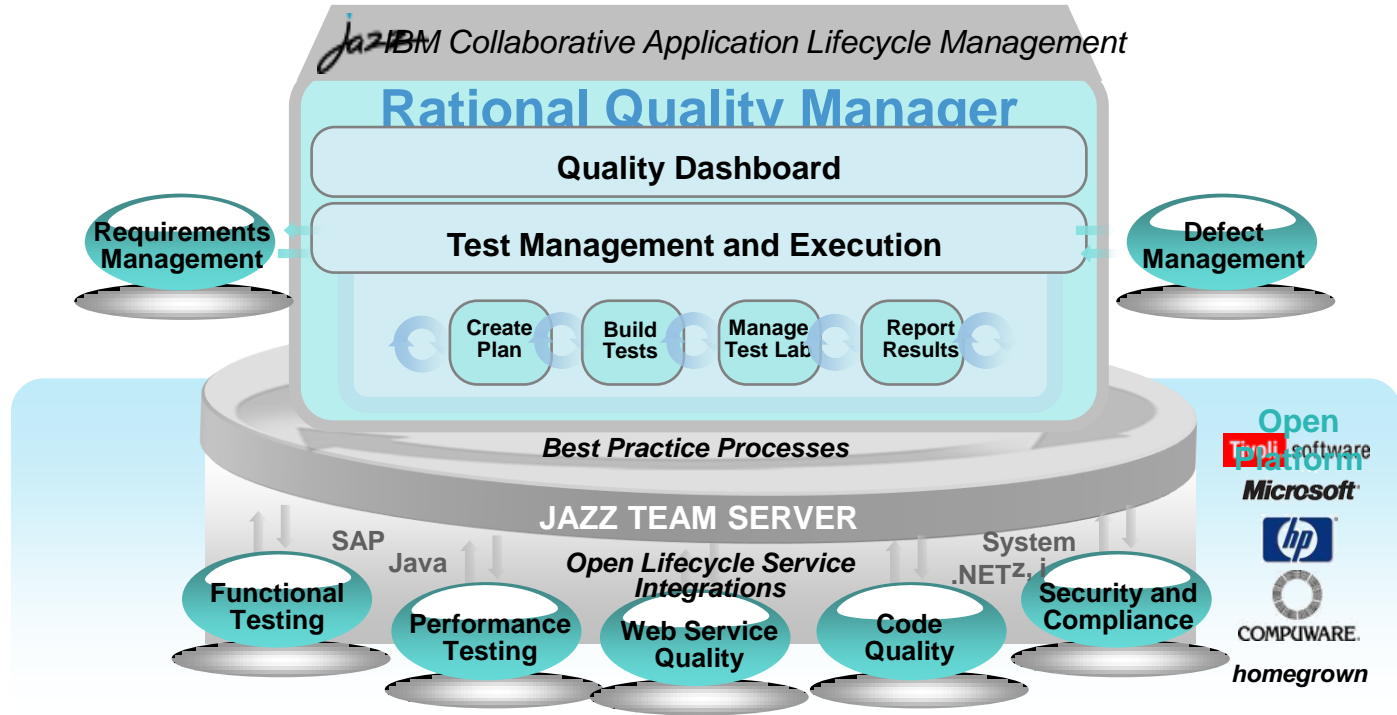 jazz IBM Collaborative Application Lifecycle Management
Rational Quality Manager
Quality Dashboard
Requirements
Management
Test Management and Execution
Defect
Management
Create
Plan
Build
Tests
Manage
Test Lab
Report
Results
Best Practice Processes
Open
Platform
Tivoli software
Microsoft
hp
COMPUWARE.
homegrown
JAZZ TEAM SERVER
SAP
Java
Open Lifecycle Service
Integrations
System
z, i
.NET
Functional
Testing
Performance
Testing
Web Service
Quality
Code
Quality
Security and
Compliance